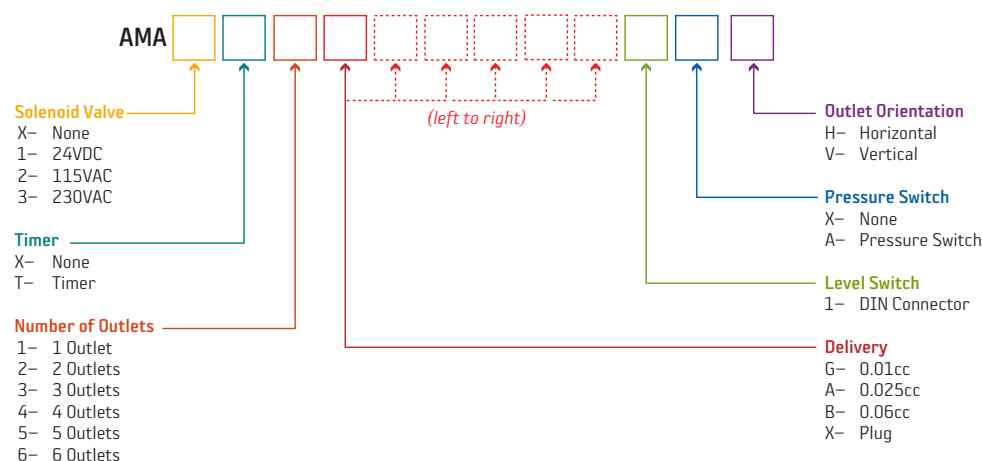 AMA
(left to right)
Solenoid Valve
X– None
1– 24VDC
2– 115VAC
3– 230VAC
Timer
X– None
T– Timer
Number of Outlets
1– 1 Outlet
2– 2 Outlets
3– 3 Outlets
4– 4 Outlets
5– 5 Outlets
6– 6 Outlets
Outlet Orientation
H– Horizontal
V– Vertical
Pressure Switch
X– None
A– Pressure Switch
Level Switch
1– DIN Connector
Delivery
G– 0.01cc
A– 0.025cc
B– 0.06cc
X– Plug